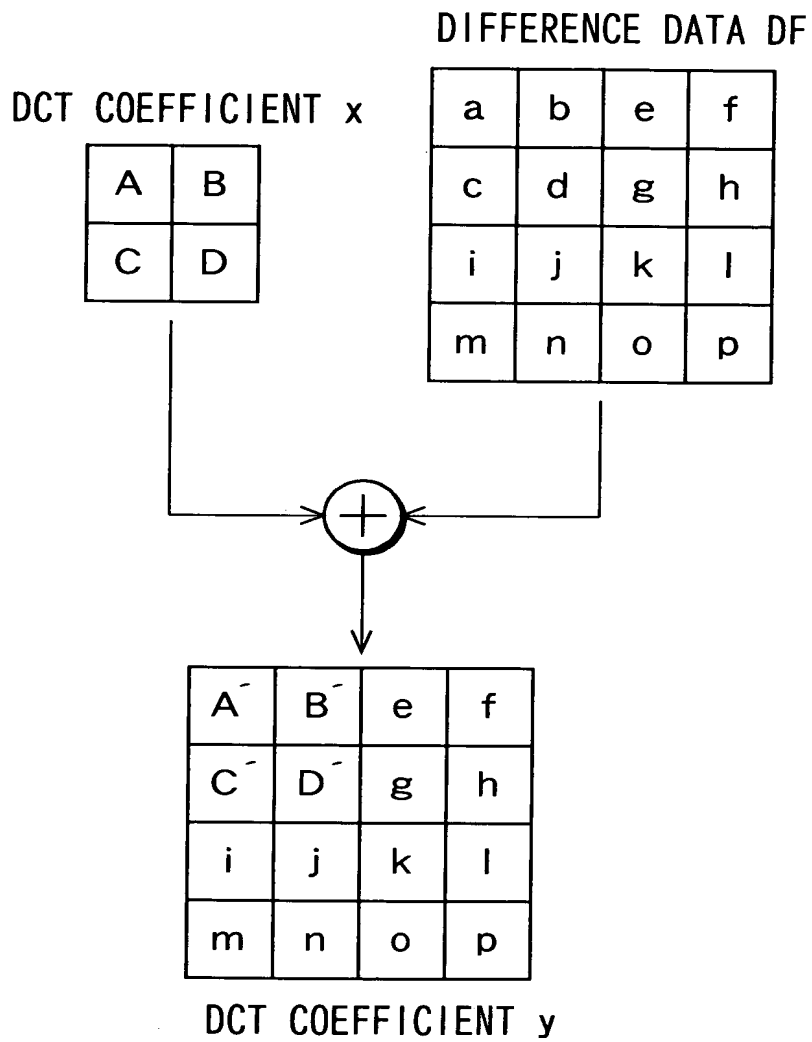 DIFFERENCE DATA DF
DCT COEFFICIENT x
a b e f
A B
c d g h
C D
i j k l
m n o p
+
A´ B´ e f
C´ D´ g h
i j k l
m n o p
DCT COEFFICIENT y